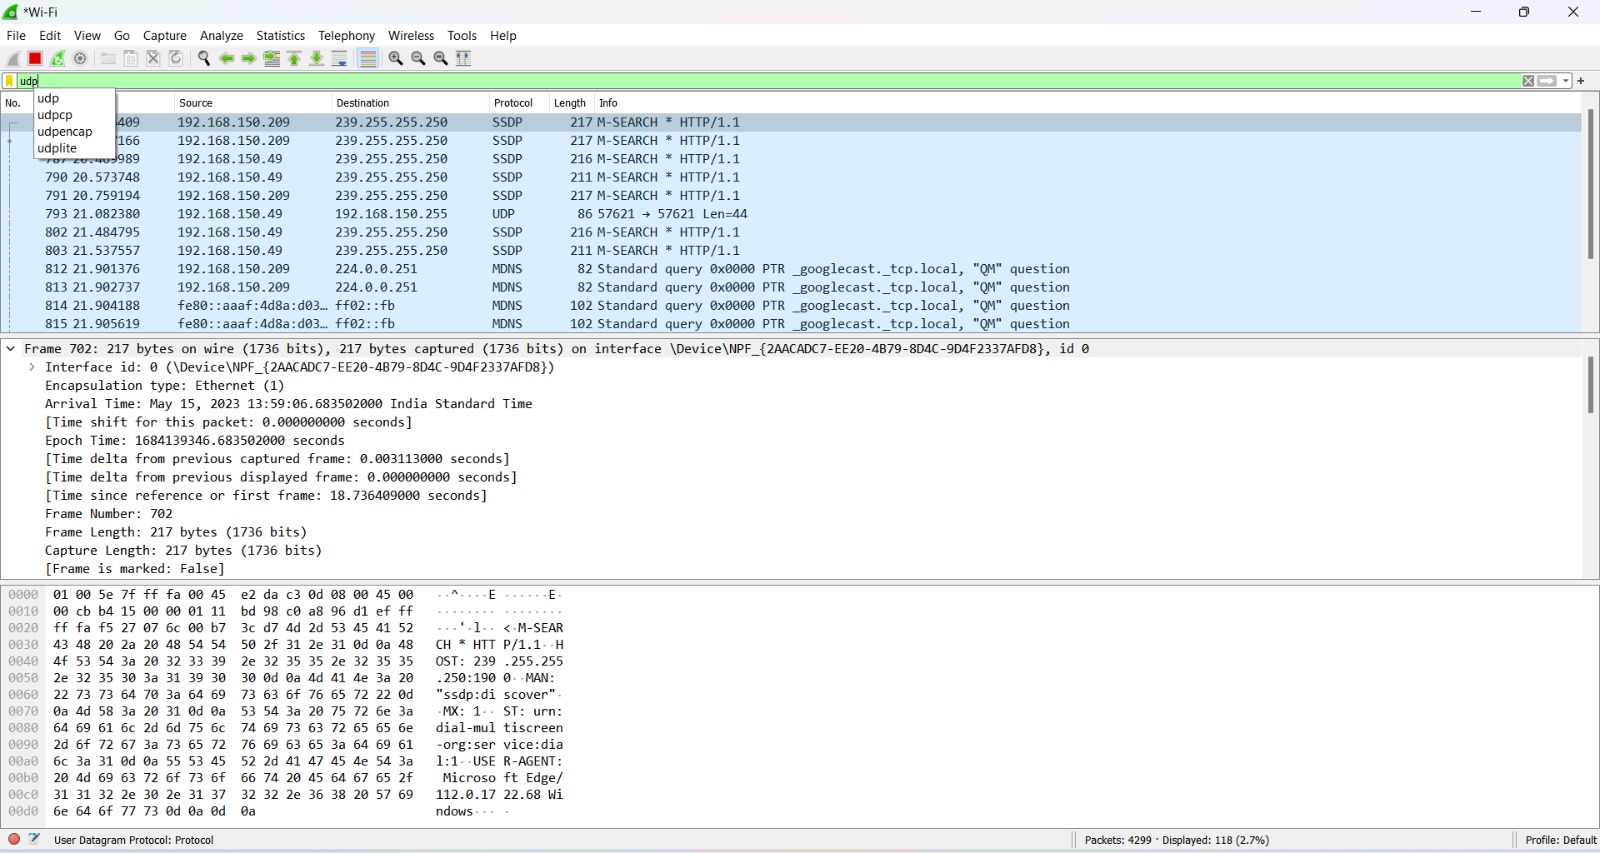 *Wi-Fi
File Edit View Go Capture Analyze Statistics Telephony Wireless Tools Help
udp
No. Source Destination Protocol Length Info
udp
udpcp
udpencap
udplite
409 192.168.150.209 239.255.255.250 SSDP 217 M-SEARCH * HTTP/1.1
166 192.168.150.209 239.255.255.250 SSDP 217 M-SEARCH * HTTP/1.1
787 20.469989 192.168.150.49 239.255.255.250 SSDP 216 M-SEARCH * HTTP/1.1
790 20.573748 192.168.150.49 239.255.255.250 SSDP 211 M-SEARCH * HTTP/1.1
791 20.759194 192.168.150.209 239.255.255.250 SSDP 217 M-SEARCH * HTTP/1.1
793 21.082380 192.168.150.49 192.168.150.255 UDP 86 57621 → 57621 Len=44
802 21.484795 192.168.150.49 239.255.255.250 SSDP 216 M-SEARCH * HTTP/1.1
803 21.537557 192.168.150.49 239.255.255.250 SSDP 211 M-SEARCH * HTTP/1.1
812 21.901376 192.168.150.209 224.0.0.251 MDNS 82 Standard query 0x0000 PTR _googlecast._tcp.local, "QM" question
813 21.902737 192.168.150.209 224.0.0.251 MDNS 82 Standard query 0x0000 PTR _googlecast._tcp.local, "QM" question
814 21.904188 fe80::aaaf:4d8a:d03… ff02::fb MDNS 102 Standard query 0x0000 PTR _googlecast._tcp.local, "QM" question
815 21.905619 fe80::aaaf:4d8a:d03… ff02::fb MDNS 102 Standard query 0x0000 PTR _googlecast._tcp.local, "QM" question
Frame 702: 217 bytes on wire (1736 bits), 217 bytes captured (1736 bits) on interface \Device\NPF_{2AACADC7-EE20-4B79-8D4C-9D4F2337AFD8}, id 0
Interface id: 0 (\Device\NPF_{2AACADC7-EE20-4B79-8D4C-9D4F2337AFD8})
Encapsulation type: Ethernet (1)
Arrival Time: May 15, 2023 13:59:06.683502000 India Standard Time
[Time shift for this packet: 0.000000000 seconds]
Epoch Time: 1684139346.683502000 seconds
[Time delta from previous captured frame: 0.003113000 seconds]
[Time delta from previous displayed frame: 0.000000000 seconds]
[Time since reference or first frame: 18.736409000 seconds]
Frame Number: 702
Frame Length: 217 bytes (1736 bits)
Capture Length: 217 bytes (1736 bits)
[Frame is marked: False]
0000 01 00 5e 7f ff fa 00 45 e2 da c3 0d 08 00 45 00 ··^····E ······E·
0010 00 cb b4 15 00 00 01 11 bd 98 c0 a8 96 d1 ef ff ········ ········
0020 ff fa f5 27 07 6c 00 b7 3c d7 4d 2d 53 45 41 52 ···'·l·· <·M-SEAR
0030 43 48 20 2a 20 48 54 54 50 2f 31 2e 31 0d 0a 48 CH * HTT P/1.1··H
0040 4f 53 54 3a 20 32 33 39 2e 32 35 35 2e 32 35 35 OST: 239 .255.255
0050 2e 32 35 30 3a 31 39 30 30 0d 0a 4d 41 4e 3a 20 .250:190 0··MAN:
0060 22 73 73 64 70 3a 64 69 73 63 6f 76 65 72 22 0d "ssdp:di scover"·
0070 0a 4d 58 3a 20 31 0d 0a 53 54 3a 20 75 72 6e 3a ·MX: 1·· ST: urn:
0080 64 69 61 6c 2d 6d 75 6c 74 69 73 63 72 65 65 6e dial-mul tiscreen
0090 2d 6f 72 67 3a 73 65 72 76 69 63 65 3a 64 69 61 -org:ser vice:dia
00a0 6c 3a 31 0d 0a 55 53 45 52 2d 41 47 45 4e 54 3a l:1··USE R-AGENT:
00b0 20 4d 69 63 72 6f 73 6f 66 74 20 45 64 67 65 2f Microso ft Edge/
00c0 31 31 32 2e 30 2e 31 37 32 32 2e 36 38 20 57 69 112.0.17 22.68 Wi
00d0 6e 64 6f 77 73 0d 0a 0d 0a ndows··· ·
User Datagram Protocol: Protocol Packets: 4299 · Displayed: 118 (2.7%) Profile: Default